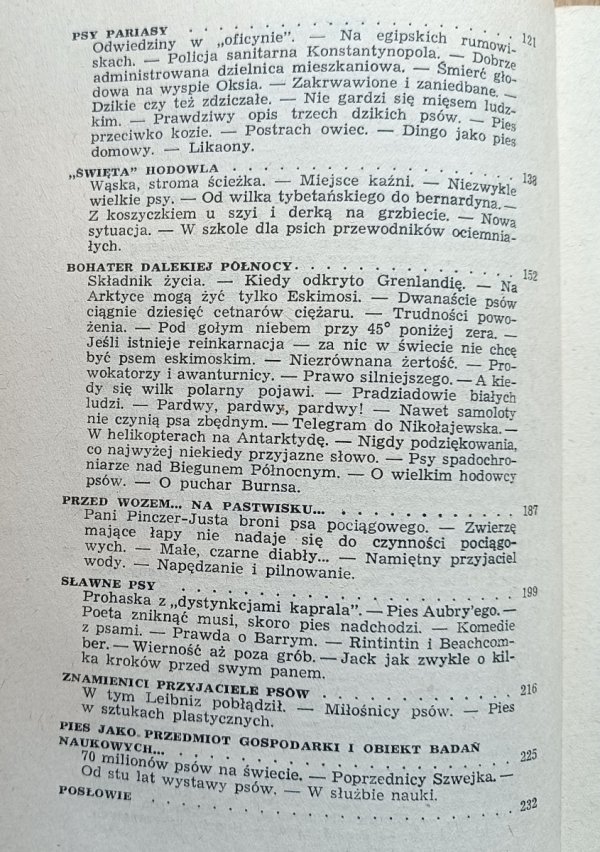 PSY PARIASY . . . . . . . . . . . . . . . . . . . . 121
Odwiedziny w „oficynie". — Na egipskich rumowi-
skach. — Policja sanitarna Konstantynopola. — Dobrze
administrowana dzielnica mieszkaniowa. — Śmierć gło-
dowa na wyspie Oksia. — Zakrwawione i zaniedbane. —
Dzikie czy też zdziczałe. — Nie gardzi się mięsem ludz-
kim. — Prawdziwy opis trzech dzikich psów. — Pies
przeciwko kozie. — Postrach owiec. — Dingo jako pies
domowy. — Likaony.
„ŚWIĘTA" HODOWLA . . . . . . . . . . . . . . . . . 138
Wąska, stroma ścieżka. — Miejsce kaźni. — Niezwykle
wielkie psy. — Od wilka tybetańskiego do bernardyna. —
Z koszyczkiem u szyi i derką na grzbiecie. — Nowa
sytuacja. — W szkole dla psich przewodników ociemnia-
łych.
BOHATER DALEKIEJ PÓŁNOCY . . . . . . . . . . . . . 152
Składnik życia. — Kiedy odkryto Grenlandię. — Na
Arktyce mogą żyć tylko Eskimosi. — Dwanaście psów
ciągnie dziesięć cetnarów ciężaru. — Trudności powo-
żenia. — Pod gołym niebem przy 45° poniżej zera. —
Jeśli istnieje reinkarnacja — za nic w świecie nie chcę
być psem eskimoskim. — Niezrównana żertość. — Pro-
wokatorzy i awanturnicy. — Prawo silniejszego. — A kie-
dy się wilk polarny pojawi. — Pradziadowie białych
ludzi. — Pardwy, pardwy, pardwy! — Nawet samoloty
nie czynią psa zbędnym. — Telegram do Nikołajewska. —
W helikopterach na Antarktydę. — Nigdy podziękowania,
co najwyżej niekiedy przyjazne słowo. — Psy spadochro-
niarze nad Biegunem Północnym. — O wielkim hodowcy
psów. — O puchar Burnsa.
PRZED WOZEM... NA PASTWISKU... . . . . . . . . . . 187
Pani Pinczer-Justa broni psa pociągowego. — Zwierzę
mające łapy nie nadaje się do czynności pociągo-
wych. — Małe, czarne diabły... — Namiętny przyjaciel
wody. — Napędzanie i pilnowanie.
SŁAWNE PSY . . . . . . . . . . . . . . . . . . . . 199
Prohaska z „dystynkcjami kaprala". — Pies Aubry'ego. —
Poeta zniknąć musi, skoro pies nadchodzi. — Komedie
z psami. — Prawda o Barrym. — Rintintin i Beachcom-
ber. — Wierność aż poza grób. — Jack jak zwykle o kil-
ka kroków przed swym panem.
ZNAMIENICI PRZYJACIELE PSÓW . . . . . . . . . . . 216
W tym Leibniz pobłądził. — Miłośnicy psów. — Pies
w sztukach plastycznych.
PIES JAKO PRZEDMIOT GOSPODARKI I OBIEKT BADAŃ
NAUKOWYCH... . . . . . . . . . . . . . . . . . . . 225
70 milionów psów na świecie. — Poprzednicy Szwejka. —
Od stu lat wystawy psów. — W służbie nauki.
POSŁOWIE . . . . . . . . . . . . . . . . . . . . . 232